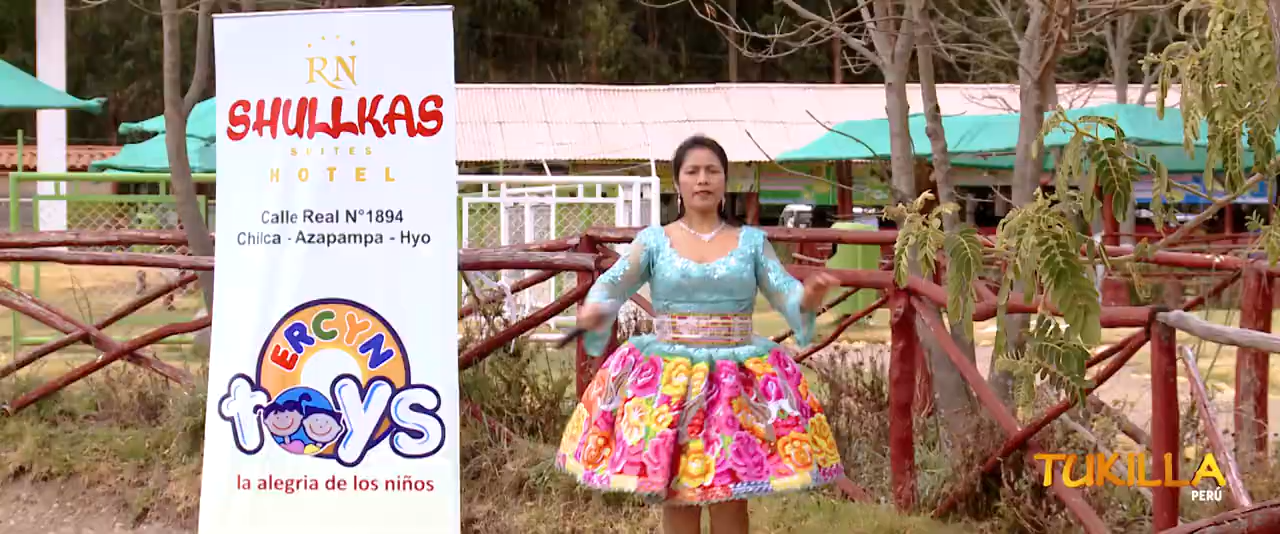 RN
SHULLKAS
SUITES
HOTEL
Calle Real N°1894
Chilca - Azapampa - Hyo
ERCYN
toys
la alegria de los niños
TUKILLA
PERÚ